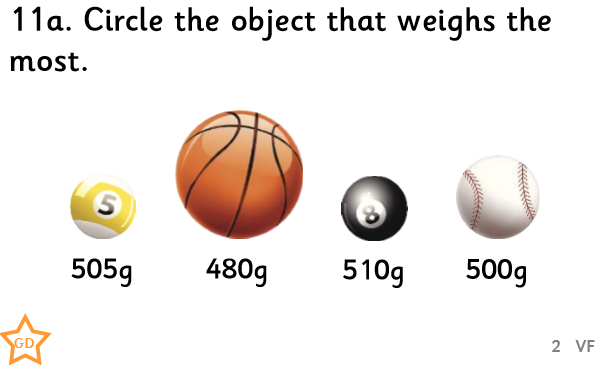 11a. Circle the object that weighs the
most.
5
8
505g 480g 510g 500g
GD
2 VF